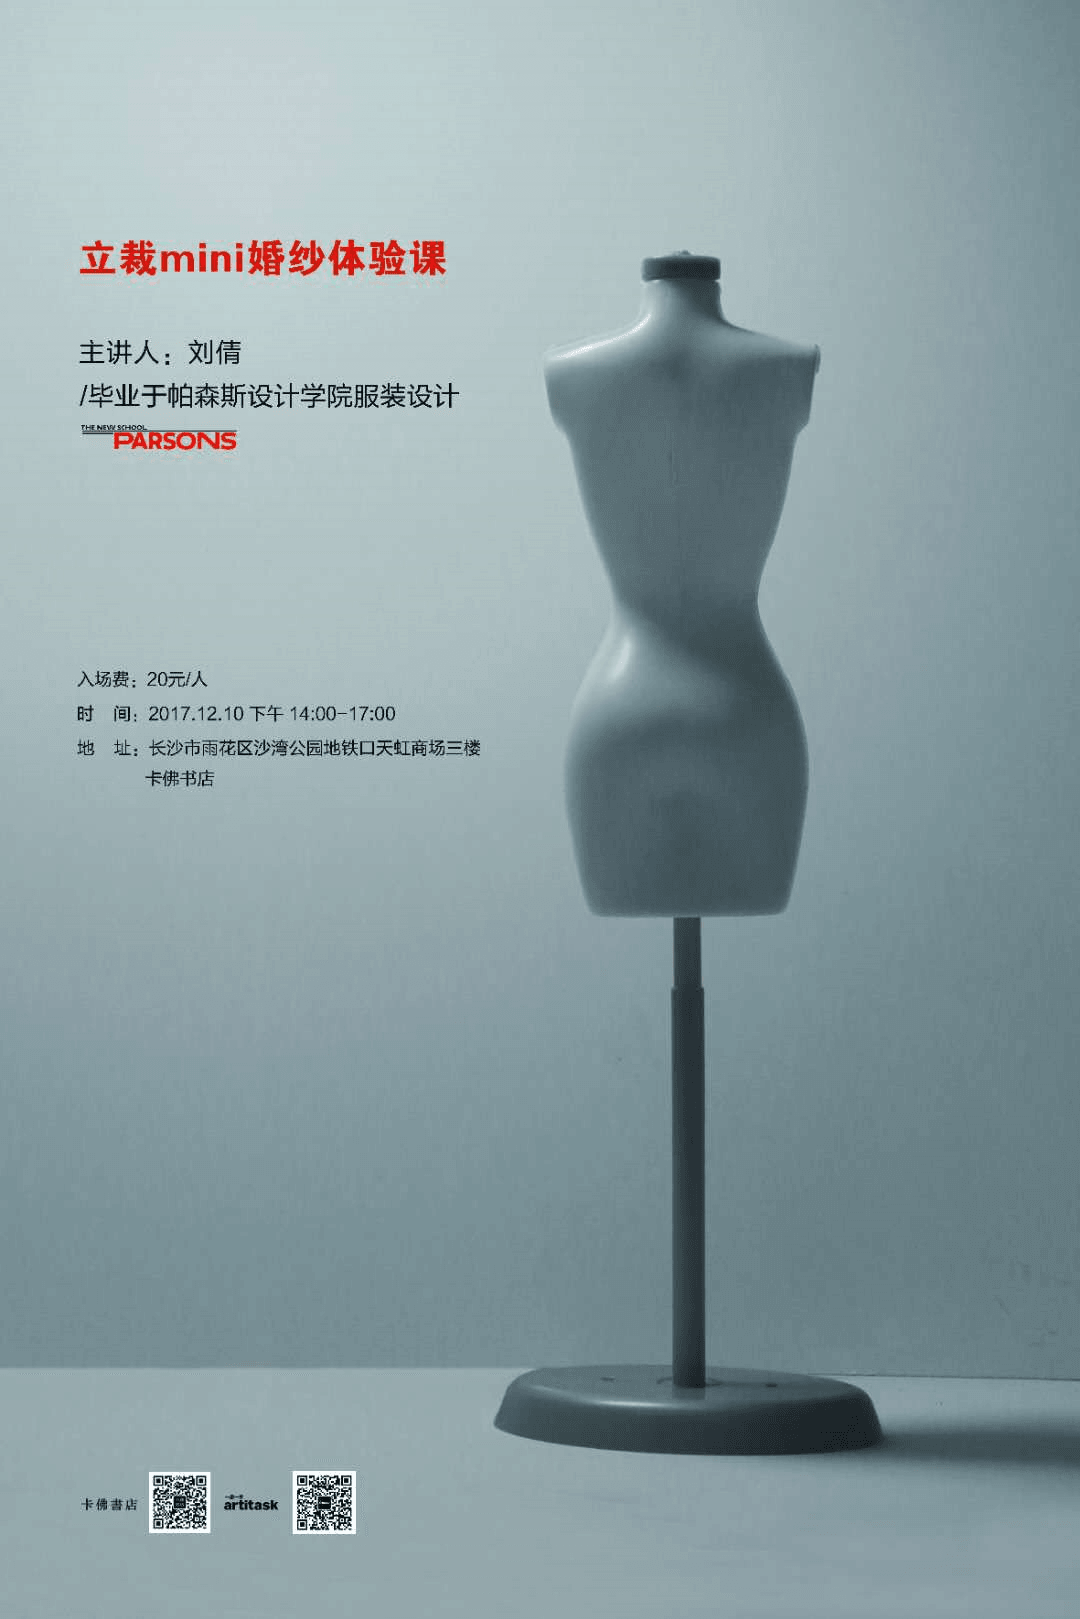 立裁mini婚纱体验课
主讲人：刘倩
/毕业于帕森斯设计学院服装设计
THE NEW SCHOOL
PARSONS
入场费：20元/人
时　间：2017.12.10 下午 14:00-17:00
地　址：长沙市雨花区沙湾公园地铁口天虹商场三楼
卡佛书店
卡佛書店
artitask